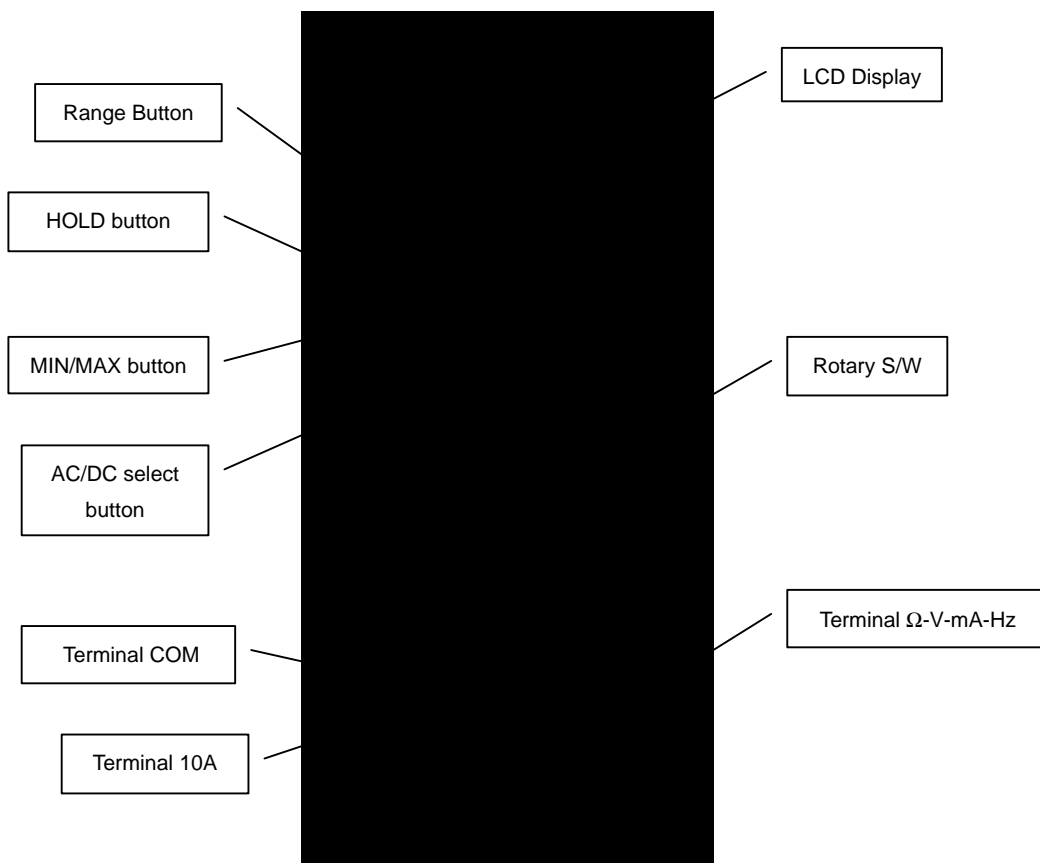 Range Button
HOLD button
MIN/MAX button
AC/DC select
button
Terminal COM
Terminal 10A
LCD Display
Rotary S/W
Terminal Ω-V-mA-Hz